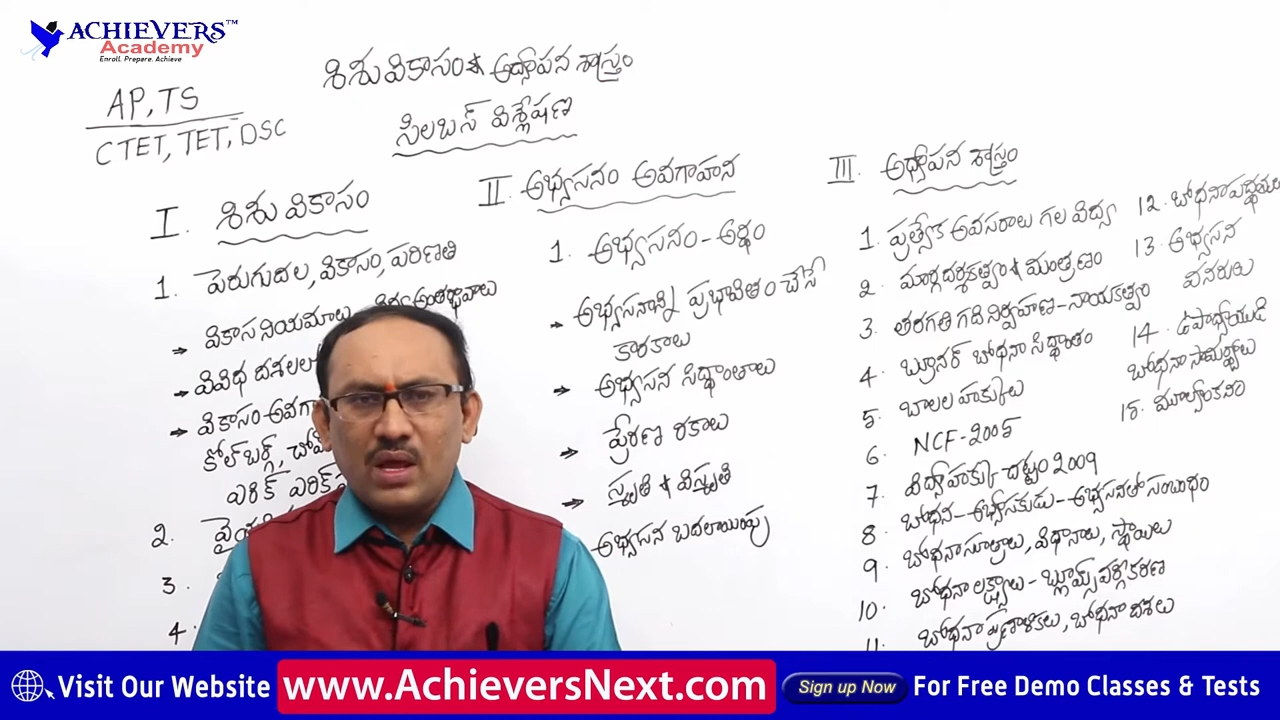 ACHIEVERS™
Academy
Enroll. Prepare. Achieve
శిశు వికాసం & అధ్యాపన శాస్త్రం
సిలబస్ విశ్లేషణ
AP, TS
CTET, TET, DSC
I. శిశు వికాసం
1. పెరుగుదల, వికాసం, పరిణతి
వికాస నియమాలు
వివిధ దశలలో
వికాసం
కోల్‌బర్గ్,
ఎరిక్ ఎరిక్
2.
3.
4.
II. అభ్యసనం అవగాహన
1. అభ్యసనం - అర్థం
అభ్యసనాన్ని ప్రభావితం చేసే
కారకాలు
అభ్యసన సిద్ధాంతాలు
ప్రేరణ రకాలు
స్మృతి & విస్మృతి
అభ్యసన బదలాయింపు
III. అధ్యాపన శాస్త్రం
1. ప్రత్యేక అవసరాలు గల విద్య
2. మార్గదర్శకత్వం & మంత్రణం
3. తరగతి గది నిర్వహణ - నాయకత్వం
4. బ్రూనర్ బోధనా సిద్ధాంతం
5. బాలల హక్కులు
6. NCF-2005
7. విద్యాహక్కు చట్టం 2009
8. బోధన - అభ్యాసకుడు - అభ్యసనతో సంబంధం
9. బోధనా సూత్రాలు, విధానాలు, స్థాయిలు
10. బోధనా లక్ష్యాలు - బ్లూమ్స్ వర్గీకరణ
11. బోధనా ప్రణాళికలు, బోధనా దశలు
12. బోధనా
13 అభ్యసన
వనరులు
14. ఉపాధ్యాయుడి
బోధనా సామర్థ్యాలు
15. మూల్యాంకనం
Visit Our Website www.AchieversNext.com Sign up Now For Free Demo Classes & Tests